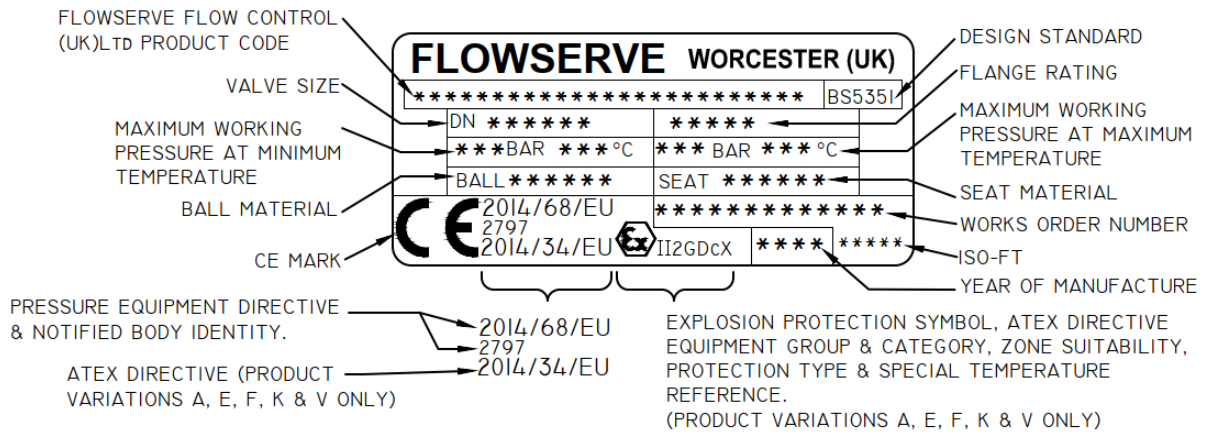 FLOWSERVE FLOW CONTROL
(UK)LTD PRODUCT CODE
VALVE SIZE
MAXIMUM WORKING
PRESSURE AT MINIMUM
TEMPERATURE
BALL MATERIAL
CE MARK
FLOWSERVE WORCESTER (UK)
************************* BS5351
DN ****** *****
***BAR ***°C *** BAR ***°C
BALL ****** SEAT ******
CE 2014/68/EU *************
2797
2014/34/EU Ex II2GDcX **** *****
DESIGN STANDARD
FLANGE RATING
MAXIMUM WORKING
PRESSURE AT MAXIMUM
TEMPERATURE
SEAT MATERIAL
WORKS ORDER NUMBER
ISO-FT
YEAR OF MANUFACTURE
PRESSURE EQUIPMENT DIRECTIVE
& NOTIFIED BODY IDENTITY.
ATEX DIRECTIVE (PRODUCT
VARIATIONS A, E, F, K & V ONLY)
2014/68/EU
2797
2014/34/EU
EXPLOSION PROTECTION SYMBOL, ATEX DIRECTIVE
EQUIPMENT GROUP & CATEGORY, ZONE SUITABILITY,
PROTECTION TYPE & SPECIAL TEMPERATURE
REFERENCE.
(PRODUCT VARIATIONS A, E, F, K & V ONLY)